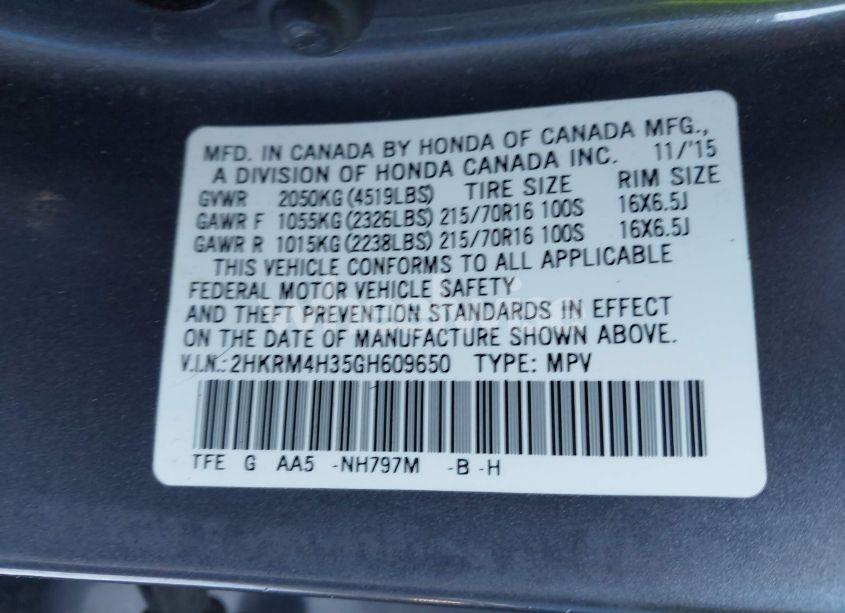 MFD. IN CANADA BY HONDA OF CANADA MFG.,
A DIVISION OF HONDA CANADA INC. 11/'15
GVWR 2050KG(4519LBS) TIRE SIZE RIM SIZE
GAWR F 1055KG(2326LBS) 215/70R16 100S 16X6.5J
GAWR R 1015KG(2238LBS) 215/70R16 100S 16X6.5J
THIS VEHICLE CONFORMS TO ALL APPLICABLE
FEDERAL MOTOR VEHICLE SAFETY
AND THEFT PREVENTION STANDARDS IN EFFECT
ON THE DATE OF MANUFACTURE SHOWN ABOVE.
V.I.N.: 2HKRM4H35GH609650 TYPE: MPV
TFE G AA5 -NH797M -B -H